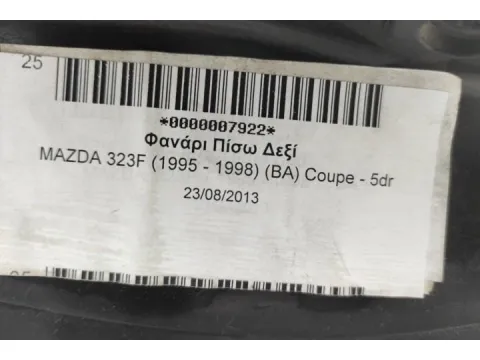 25
*0000007922*
Φανάρι Πίσω Δεξί
MAZDA 323F (1995 - 1998) (BA) Coupe - 5dr
23/08/2013